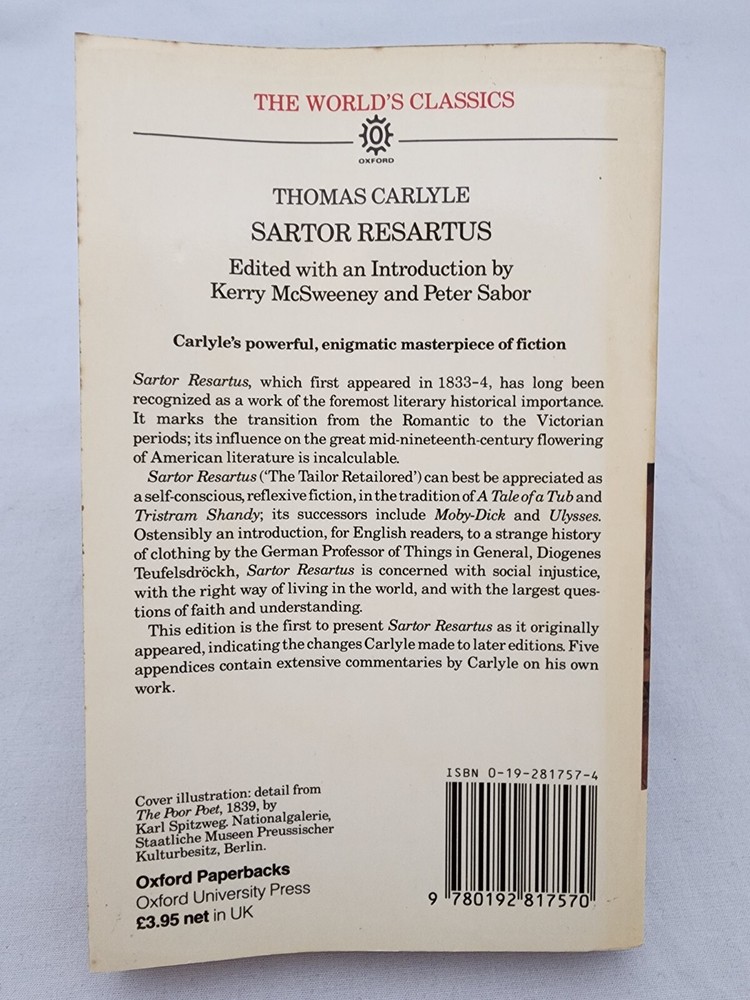 THE WORLD'S CLASSICS
O
OXFORD
THOMAS CARLYLE
SARTOR RESARTUS
Edited with an Introduction by
Kerry McSweeney and Peter Sabor
Carlyle's powerful, enigmatic masterpiece of fiction
Sartor Resartus, which first appeared in 1833-4, has long been
recognized as a work of the foremost literary historical importance.
It marks the transition from the Romantic to the Victorian
periods; its influence on the great mid-nineteenth-century flowering
of American literature is incalculable.
Sartor Resartus ('The Tailor Retailored') can best be appreciated as
a self-conscious, reflexive fiction, in the tradition of A Tale of a Tub and
Tristram Shandy; its successors include Moby-Dick and Ulysses.
Ostensibly an introduction, for English readers, to a strange history
of clothing by the German Professor of Things in General, Diogenes
Teufelsdröckh, Sartor Resartus is concerned with social injustice,
with the right way of living in the world, and with the largest ques-
tions of faith and understanding.
This edition is the first to present Sartor Resartus as it originally
appeared, indicating the changes Carlyle made to later editions. Five
appendices contain extensive commentaries by Carlyle on his own
work.
Cover illustration: detail from
The Poor Poet, 1839, by
Karl Spitzweg. Nationalgalerie,
Staatliche Museen Preussischer
Kulturbesitz, Berlin.
Oxford Paperbacks
Oxford University Press
£3.95 net in UK
ISBN 0-19-281757-4
9 780192 817570